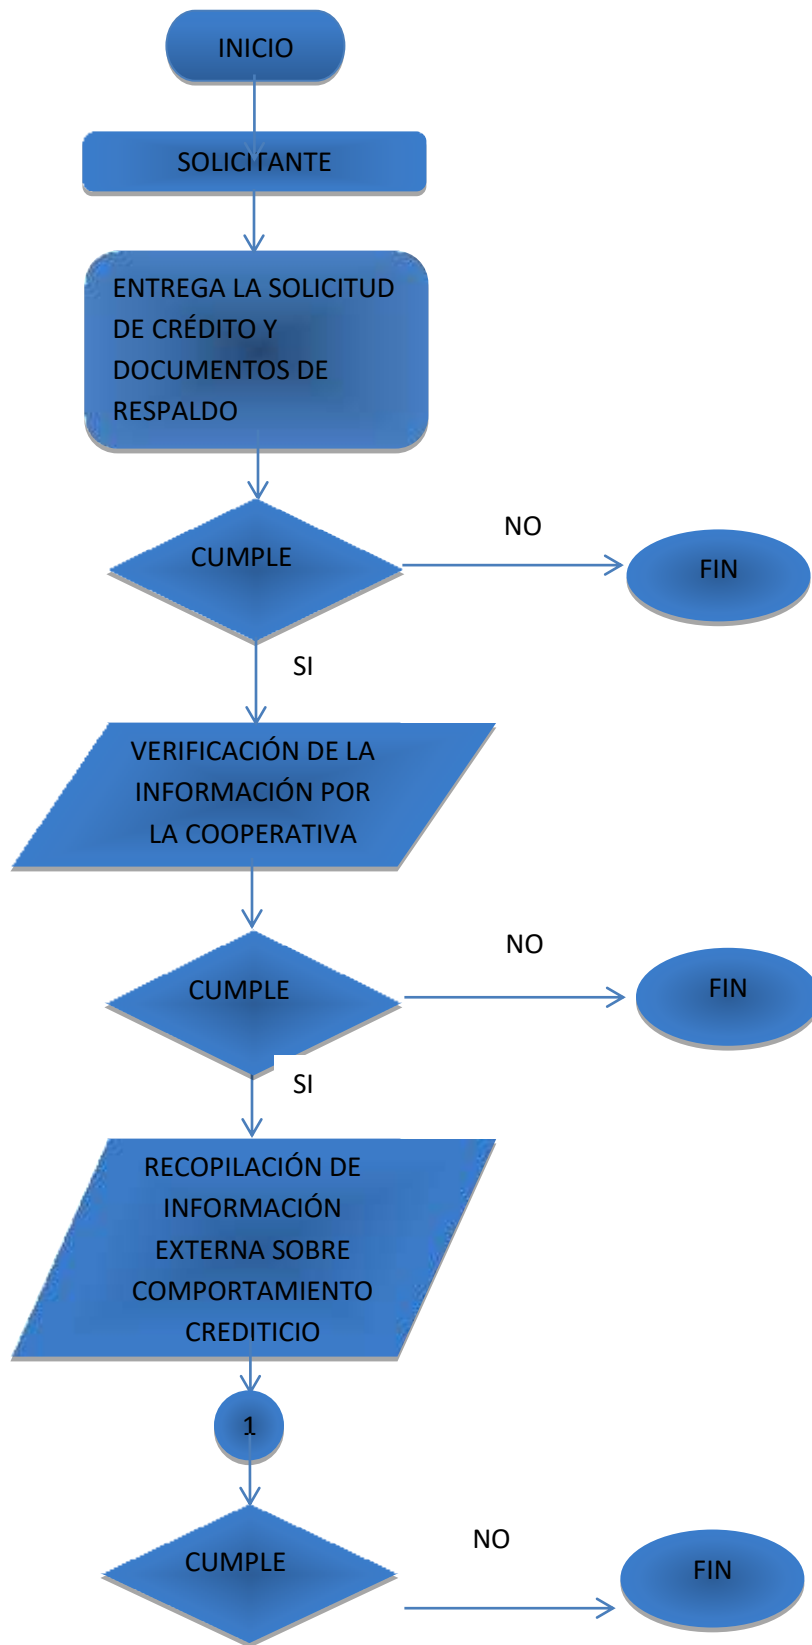 INICIO
SOLICITANTE
ENTREGA LA SOLICITUD
DE CRÉDITO Y
DOCUMENTOS DE
RESPALDO
CUMPLE
NO
FIN
SI
VERIFICACIÓN DE LA
INFORMACIÓN POR
LA COOPERATIVA
CUMPLE
NO
FIN
SI
RECOPILACIÓN DE
INFORMACIÓN
EXTERNA SOBRE
COMPORTAMIENTO
CREDITICIO
1
CUMPLE
NO
FIN